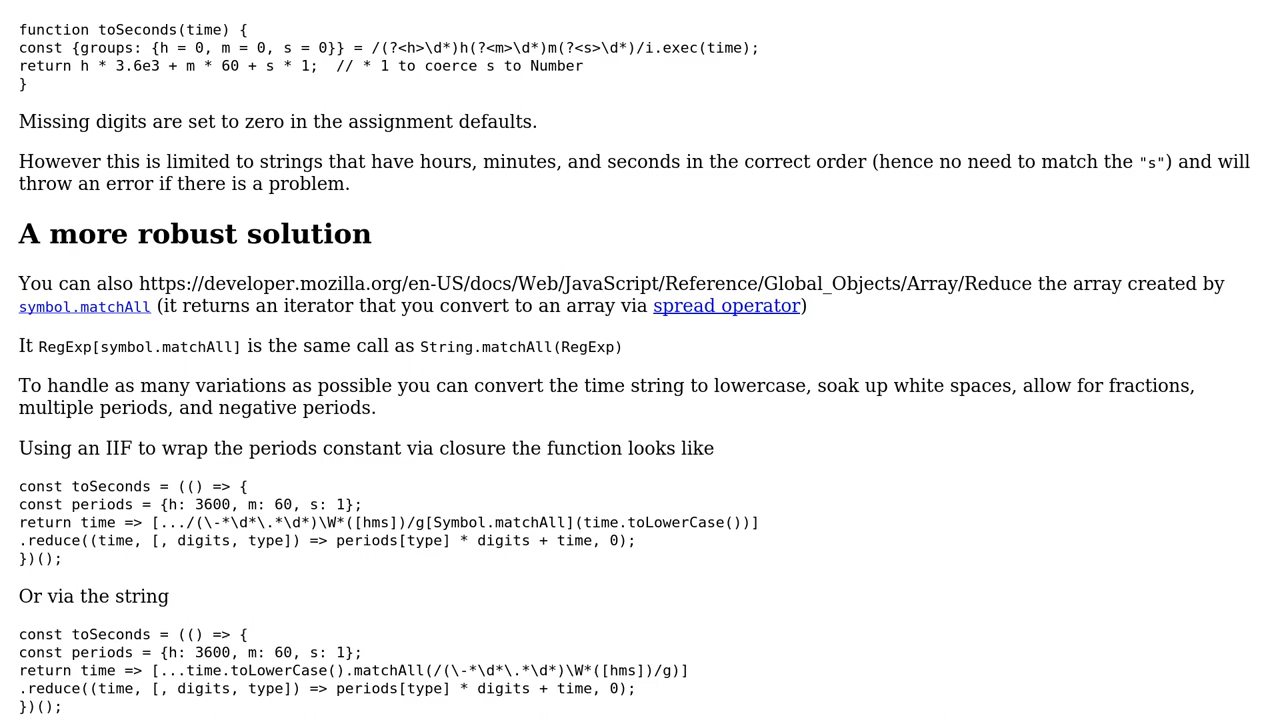 function toSeconds(time) {
const {groups: {h = 0, m = 0, s = 0}} = /(?<h>\d*)h(?<m>\d*)m(?<s>\d*)/i.exec(time);
return h * 3.6e3 + m * 60 + s * 1;  // * 1 to coerce s to Number
}
Missing digits are set to zero in the assignment defaults.
However this is limited to strings that have hours, minutes, and seconds in the correct order (hence no need to match the "s") and will
throw an error if there is a problem.
A more robust solution
You can also https://developer.mozilla.org/en-US/docs/Web/JavaScript/Reference/Global_Objects/Array/Reduce the array created by
symbol.matchAll (it returns an iterator that you convert to an array via spread operator)
It RegExp[symbol.matchAll] is the same call as String.matchAll(RegExp)
To handle as many variations as possible you can convert the time string to lowercase, soak up white spaces, allow for fractions,
multiple periods, and negative periods.
Using an IIF to wrap the periods constant via closure the function looks like
const toSeconds = (() => {
const periods = {h: 3600, m: 60, s: 1};
return time => [.../(\-*\d*\.*\d*)\W*([hms])/g[Symbol.matchAll](time.toLowerCase())]
.reduce((time, [, digits, type]) => periods[type] * digits + time, 0);
})();
Or via the string
const toSeconds = (() => {
const periods = {h: 3600, m: 60, s: 1};
return time => [...time.toLowerCase().matchAll(/(\-*\d*\.*\d*)\W*([hms])/g)]
.reduce((time, [, digits, type]) => periods[type] * digits + time, 0);
})();